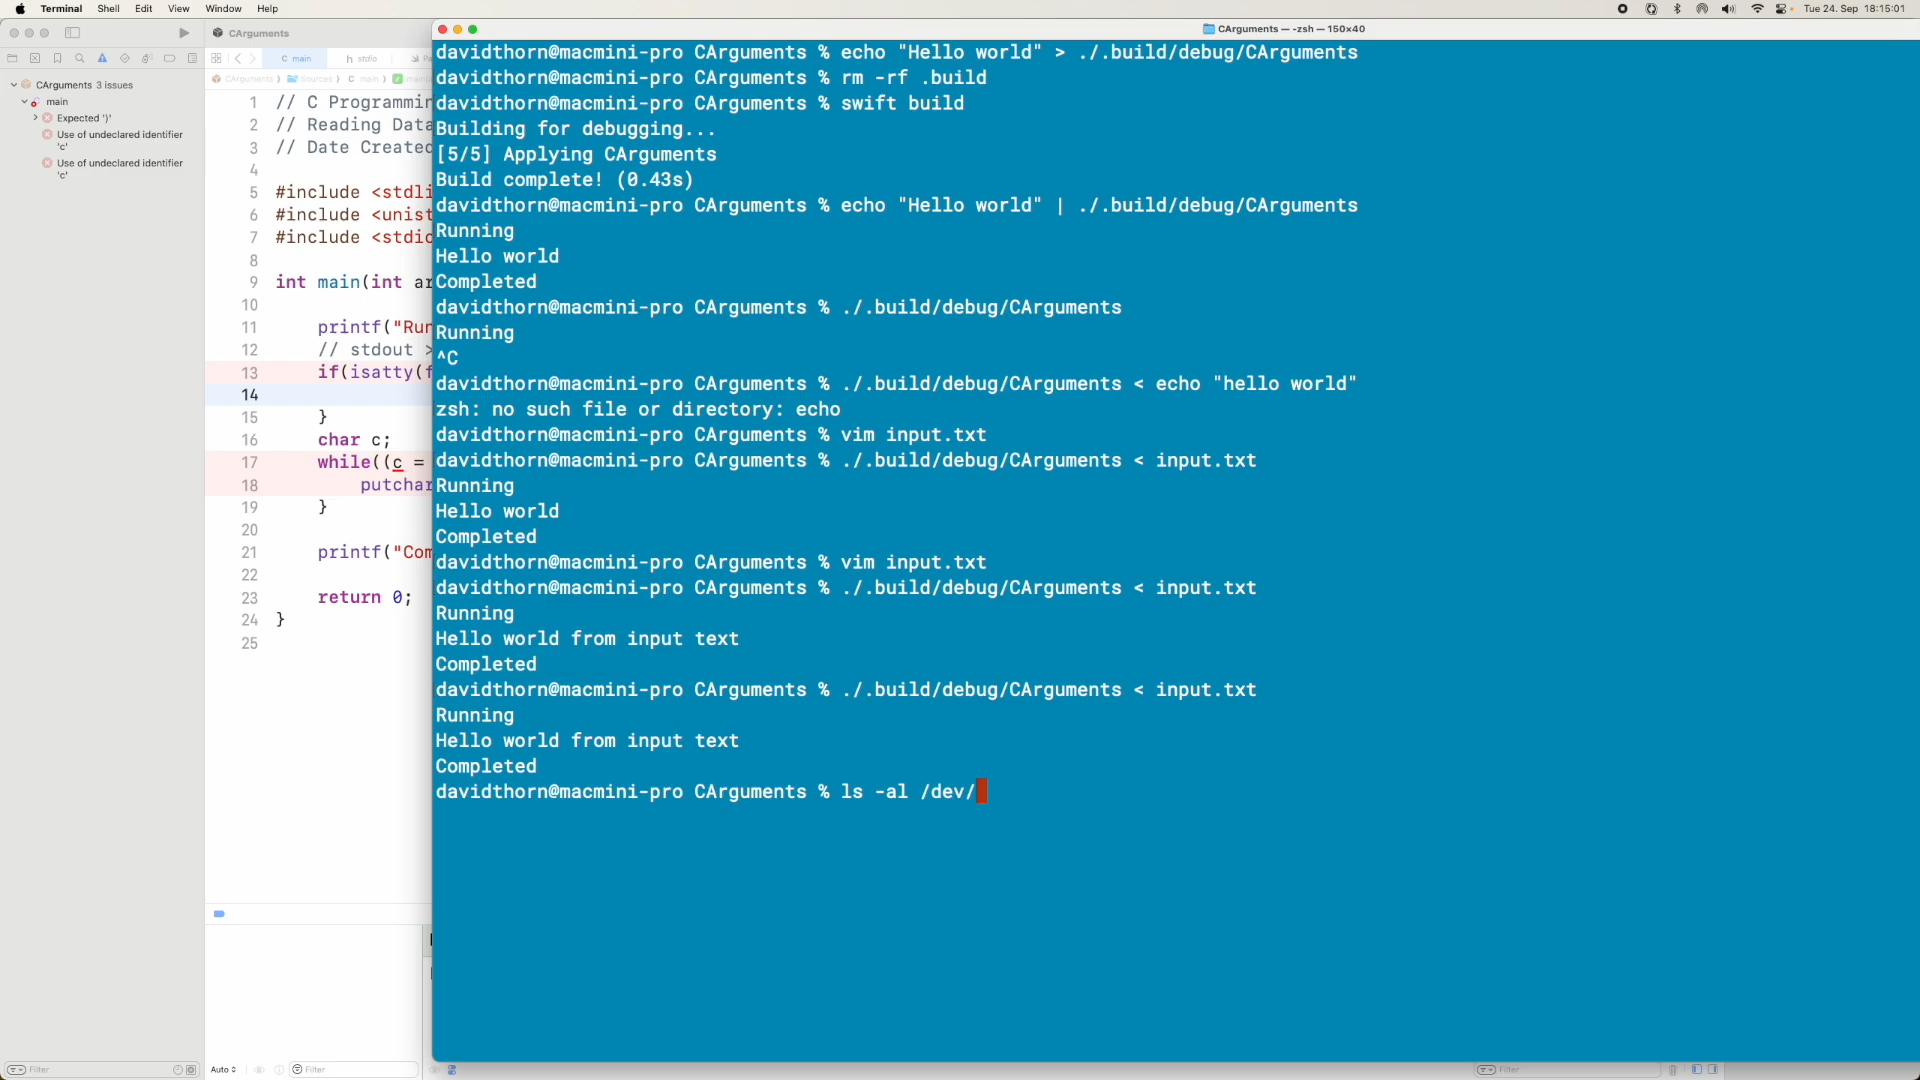 Terminal Shell Edit View Window Help Tue 24. Sep 18:15:01
CArguments
CArguments — -zsh — 150x40
C main h stdio Pa
CArguments Sources C main
CArguments 3 issues
main
Expected ')'
Use of undeclared identifier
'c'
Use of undeclared identifier
'c'
1 // C Programmin
2 // Reading Data
3 // Date Created
4
5 #include <stdli
6 #include <unist
7 #include <stdio
8
9 int main(int ar
10
11 printf("Run
12 // stdout >
13 if(isatty(f
14
15 }
16 char c;
17 while((c =
18 putchar
19 }
20
21 printf("Com
22
23 return 0;
24 }
25
davidthorn@macmini-pro CArguments % echo "Hello world" > ./.build/debug/CArguments
davidthorn@macmini-pro CArguments % rm -rf .build
davidthorn@macmini-pro CArguments % swift build
Building for debugging...
[5/5] Applying CArguments
Build complete! (0.43s)
davidthorn@macmini-pro CArguments % echo "Hello world" | ./.build/debug/CArguments
Running
Hello world
Completed
davidthorn@macmini-pro CArguments % ./.build/debug/CArguments
Running
^C
davidthorn@macmini-pro CArguments % ./.build/debug/CArguments < echo "hello world"
zsh: no such file or directory: echo
davidthorn@macmini-pro CArguments % vim input.txt
davidthorn@macmini-pro CArguments % ./.build/debug/CArguments < input.txt
Running
Hello world
Completed
davidthorn@macmini-pro CArguments % vim input.txt
davidthorn@macmini-pro CArguments % ./.build/debug/CArguments < input.txt
Running
Hello world from input text
Completed
davidthorn@macmini-pro CArguments % ./.build/debug/CArguments < input.txt
Running
Hello world from input text
Completed
davidthorn@macmini-pro CArguments % ls -al /dev/
Filter Auto Filter Filter